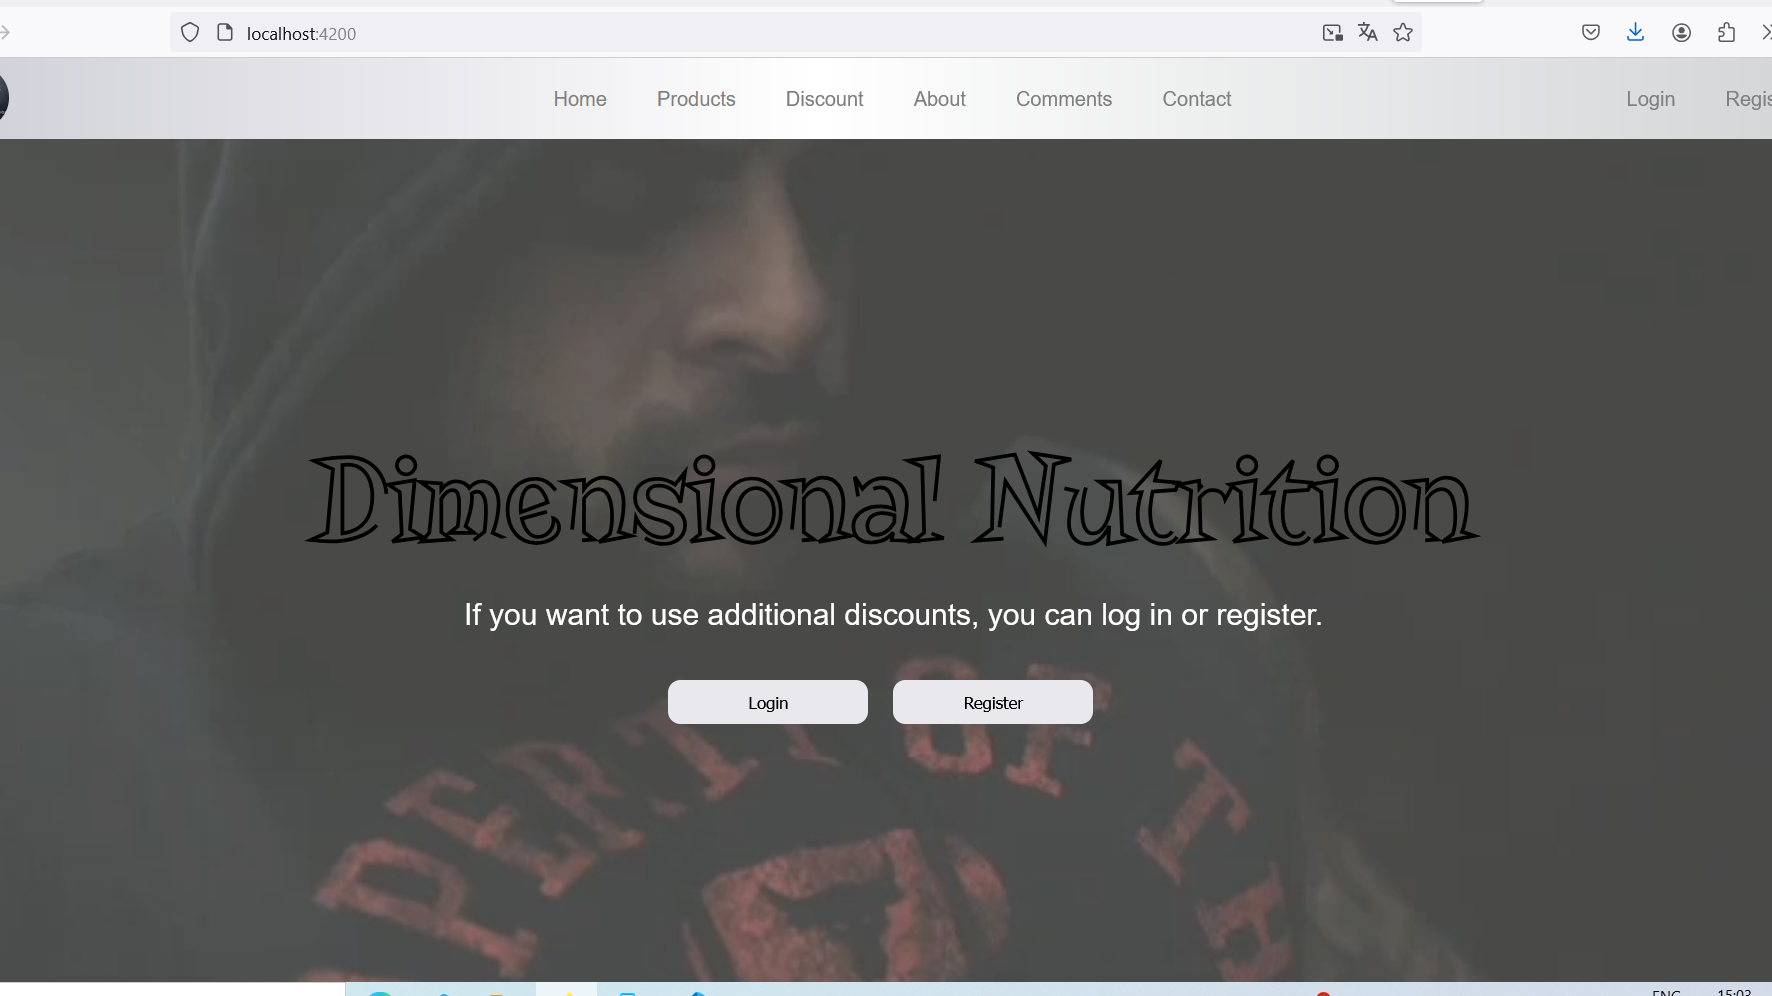 localhost:4200
Home Products Discount About Comments Contact Login Regis
Dimensional Nutrition
If you want to use additional discounts, you can log in or register.
Login Register
PERTY OF TH
ENG 15:03